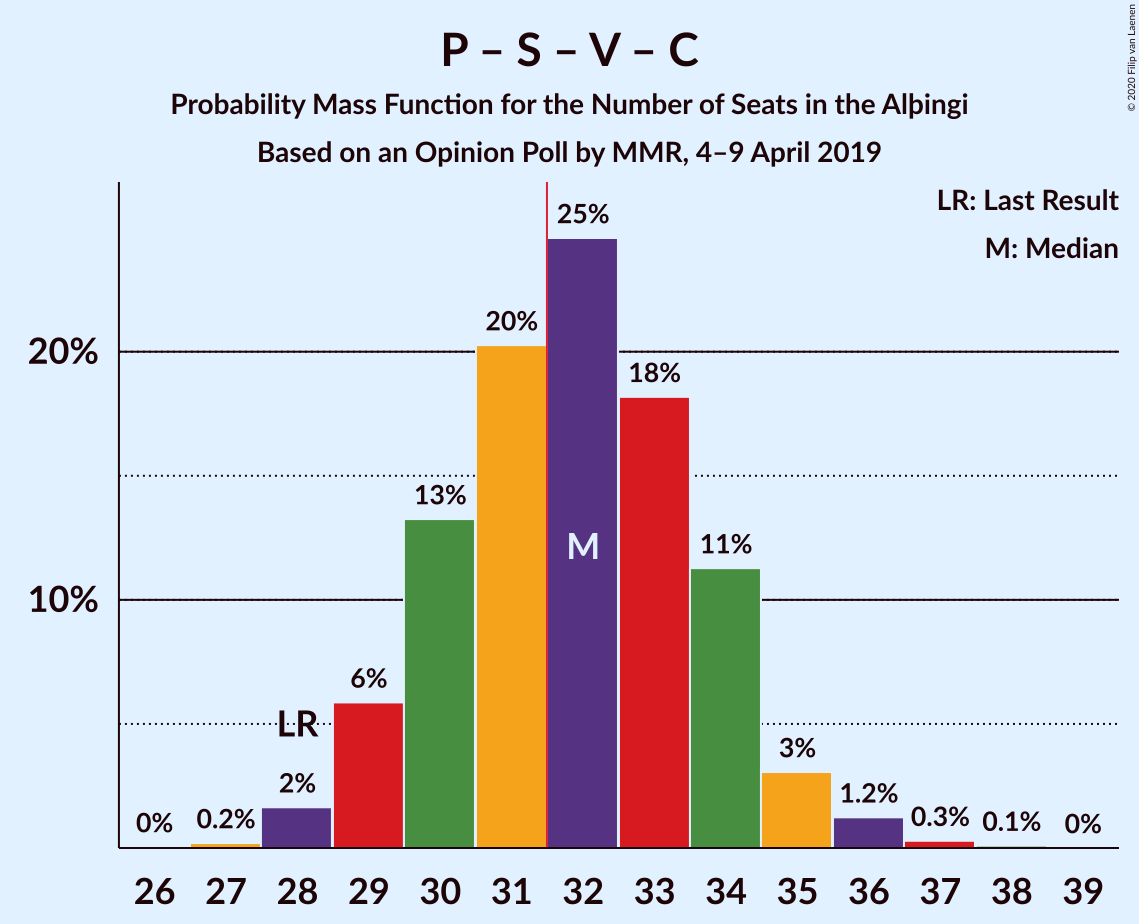 P – S – V – C
Probability Mass Function for the Number of Seats in the Alþingi
Based on an Opinion Poll by MMR, 4–9 April 2019
© 2020 Filip van Laenen
LR: Last Result
M: Median
20%
10%
0%
0.2%
2%
LR
6%
13%
20%
25%
M
18%
11%
3%
1.2%
0.3%
0.1%
0%
26 27 28 29 30 31 32 33 34 35 36 37 38 39